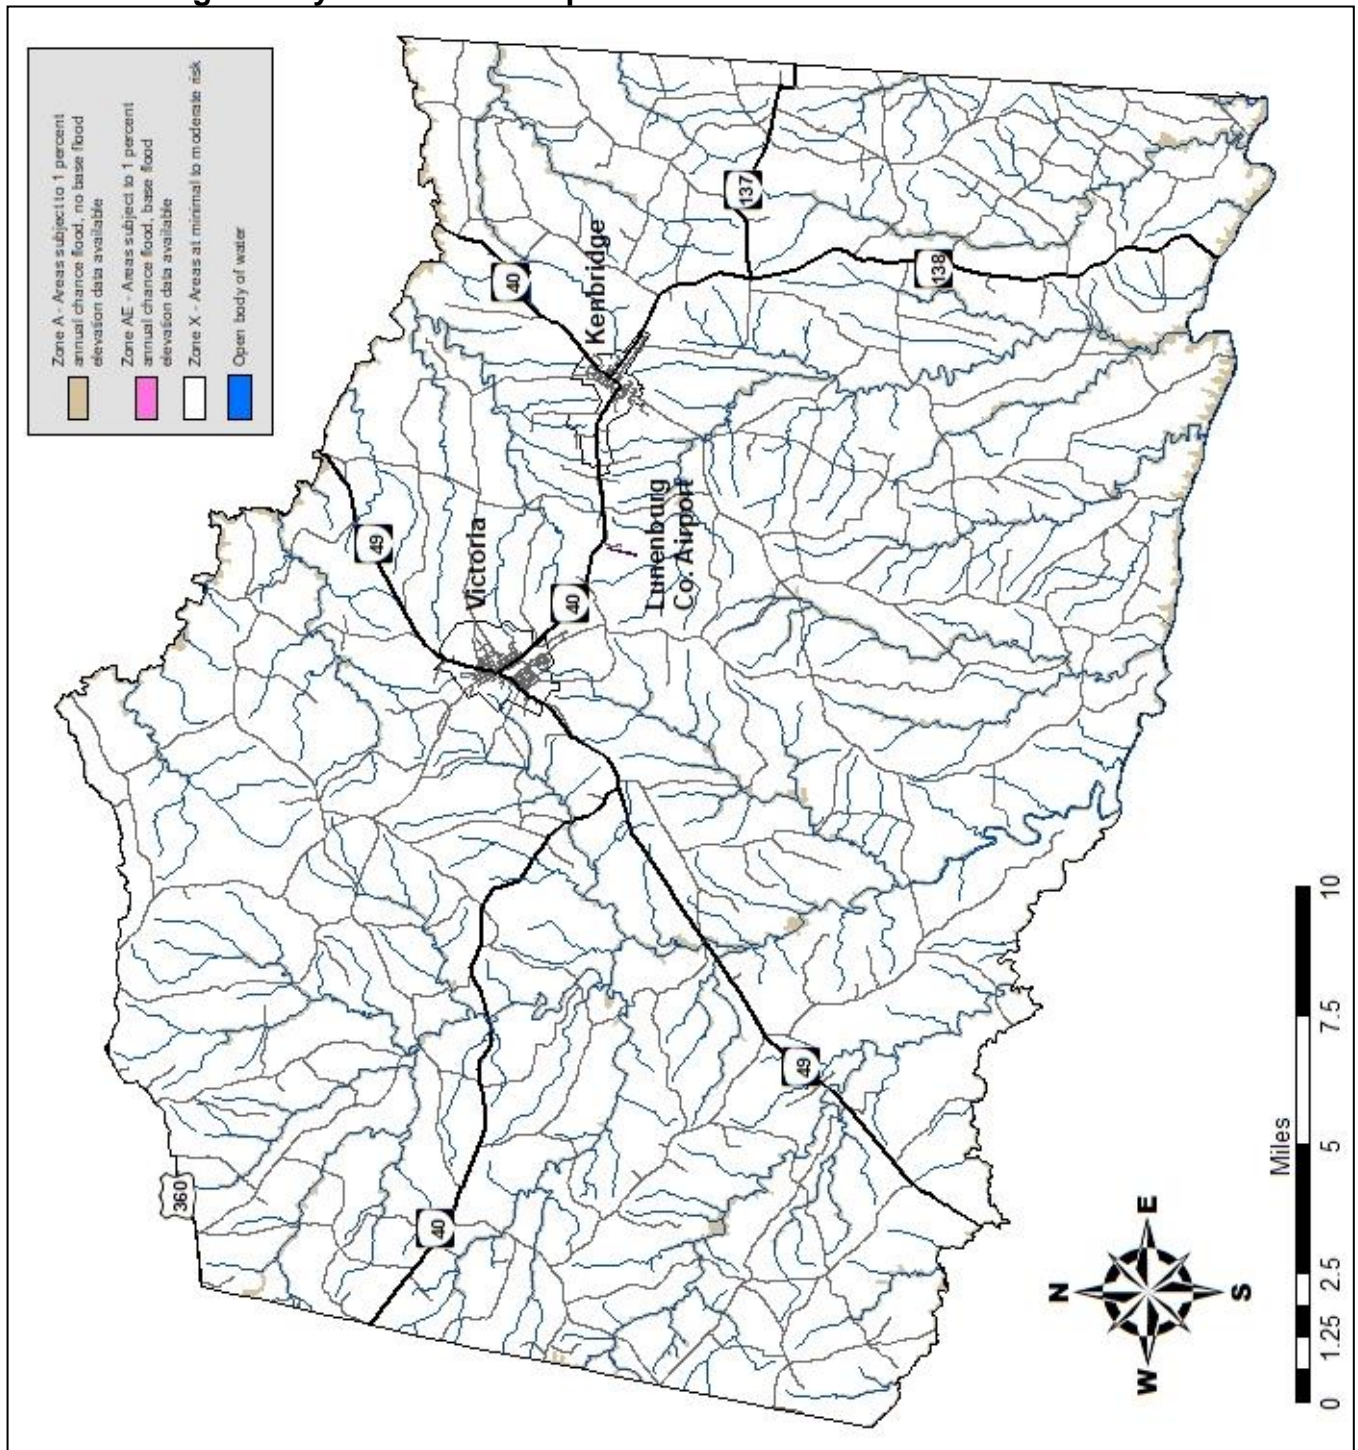 Zone A - Areas subject to 1 percent
annual chance flood, no base flood
elevation data available
Zone AE - Areas subject to 1 percent
annual chance flood, base flood
elevation data available
Zone X - Areas at minimal to moderate risk
Open body of water
360
40
49
Victoria
40
Kenbridge
40
Lunenburg
Co. Airport
137
138
49
N
W
E
S
Miles
0 1.25 2.5 5 7.5 10